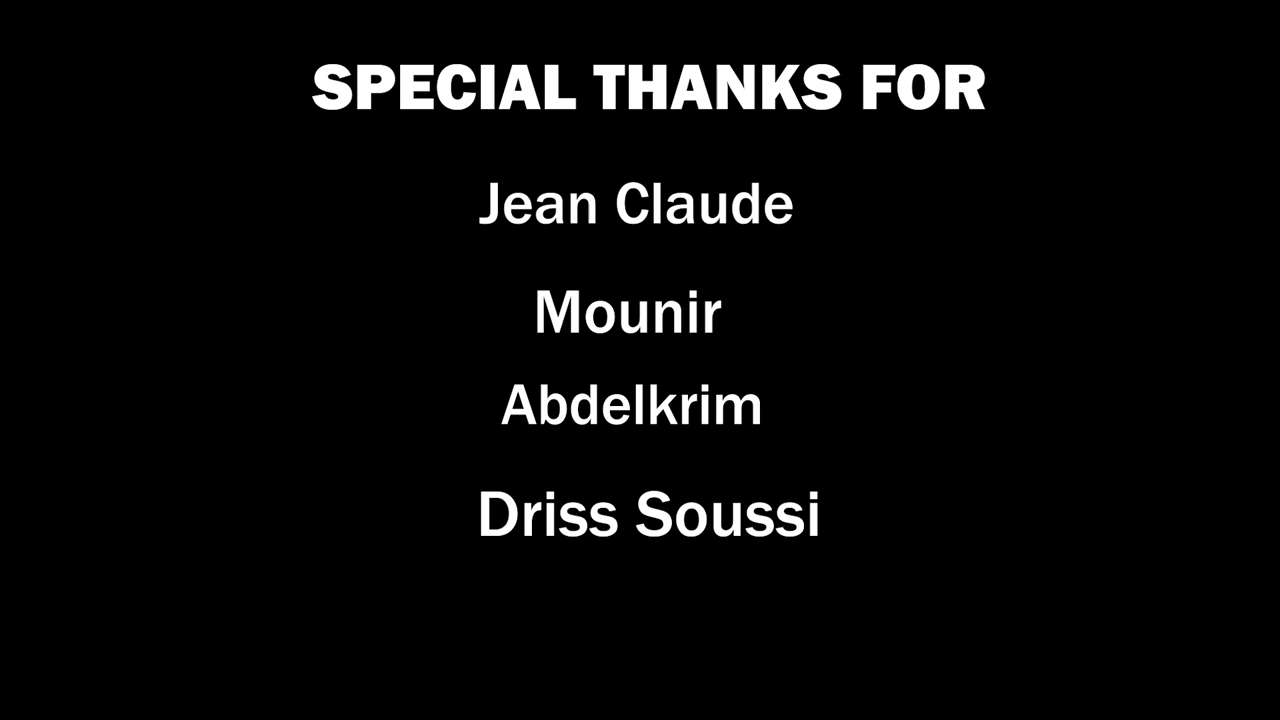 SPECIAL THANKS FOR
Jean Claude
Mounir
Abdelkrim
Driss Soussi